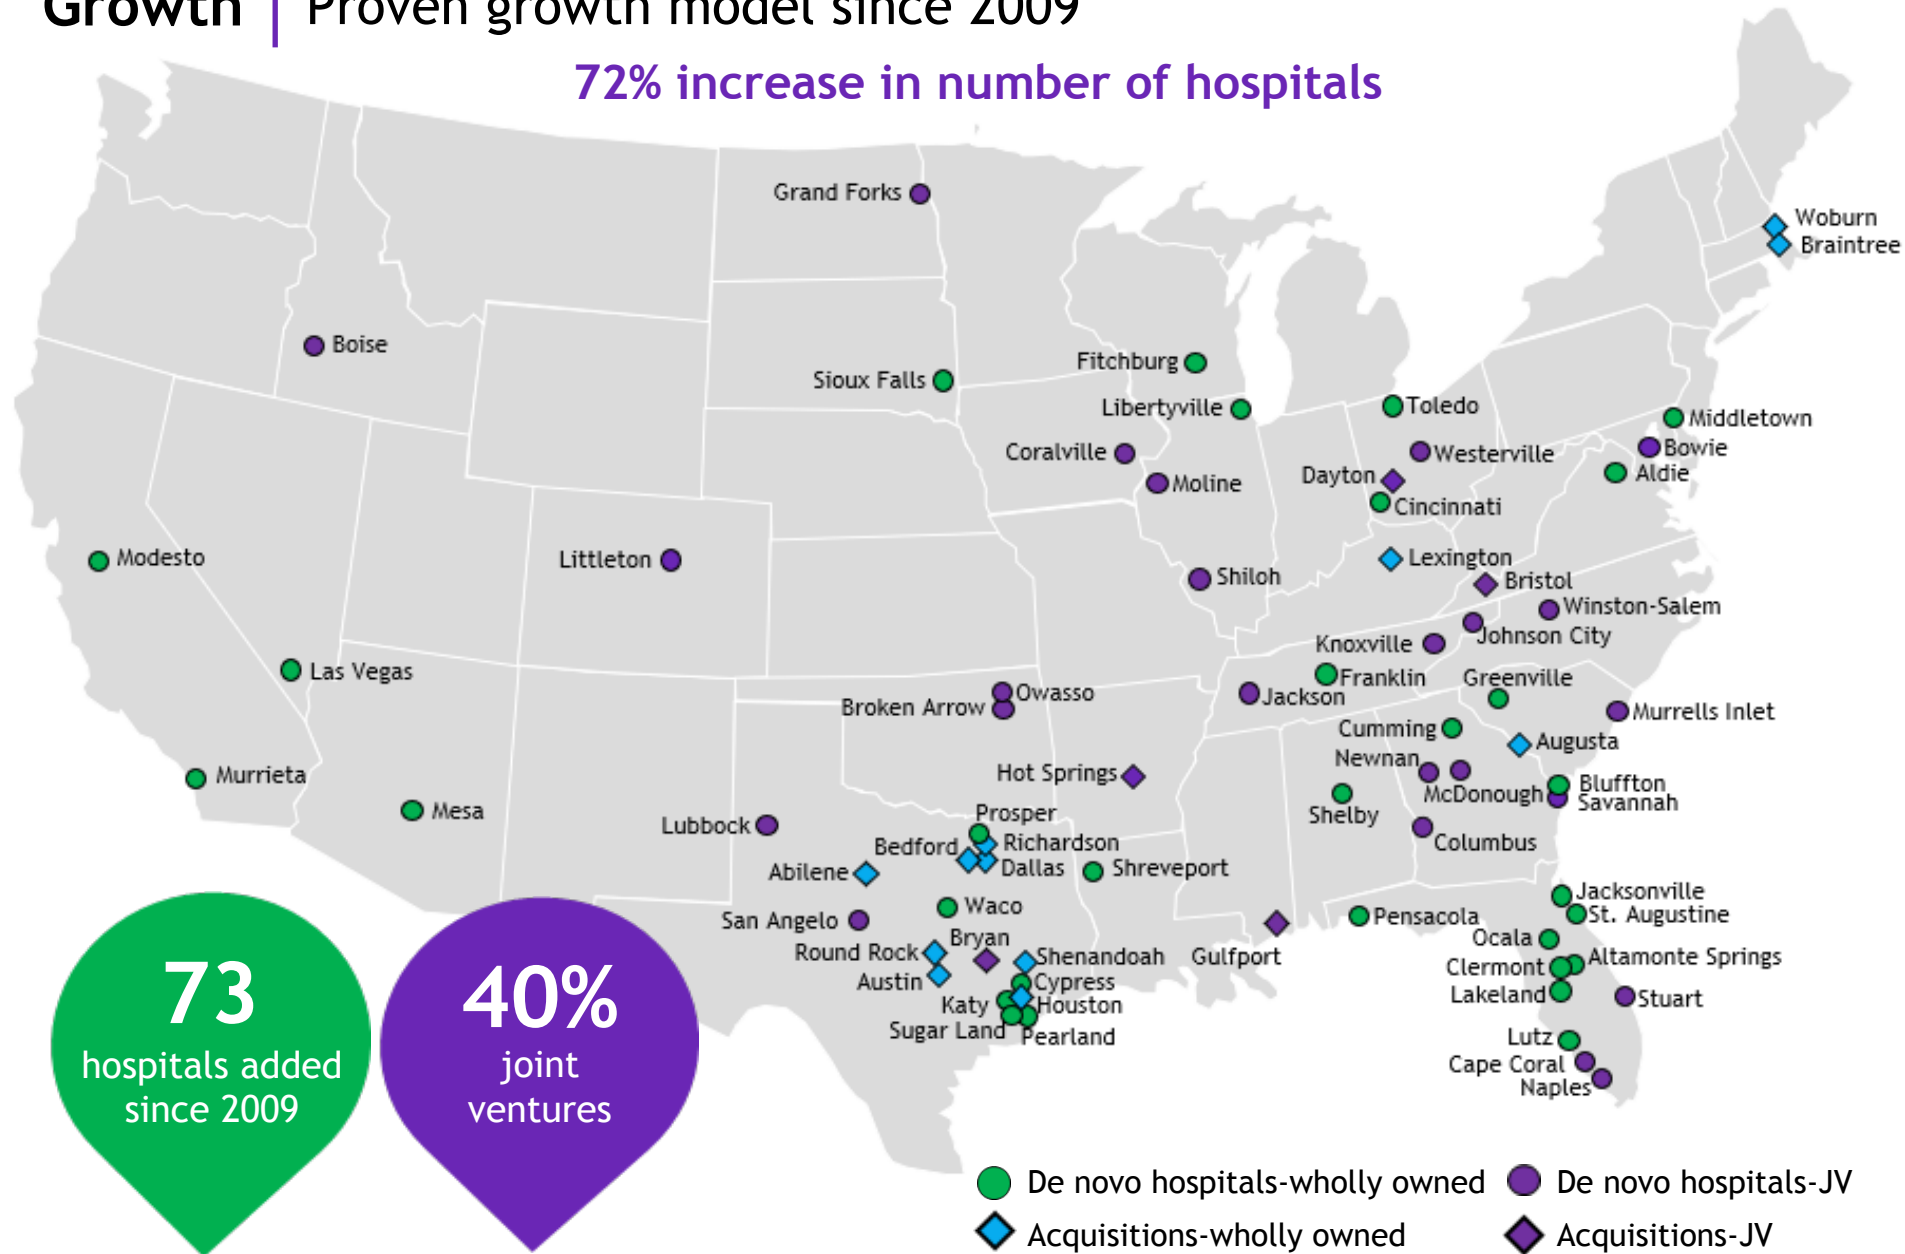 Growth | Proven growth model since 2009
72% increase in number of hospitals
Grand Forks
Woburn
Braintree
Boise
Fitchburg
Sioux Falls
Libertyville
Toledo
Middletown
Coralville
Westerville
Bowie
Moline
Dayton
Aldie
Cincinnati
Modesto
Littleton
Lexington
Shiloh
Bristol
Winston-Salem
Johnson City
Knoxville
Las Vegas
Franklin
Greenville
Owasso
Jackson
Broken Arrow
Murrells Inlet
Cumming
Augusta
Newnan
Hot Springs
Murrieta
Bluffton
McDonough
Savannah
Mesa
Prosper
Shelby
Lubbock
Richardson
Bedford
Columbus
Dallas
Shreveport
Abilene
Jacksonville
Waco
St. Augustine
San Angelo
Pensacola
Bryan
Ocala
Round Rock
Shenandoah
Gulfport
Altamonte Springs
Clermont
Austin
Cypress
Lakeland
Stuart
Katy
Houston
Sugar Land
Pearland
Lutz
Cape Coral
Naples
73
hospitals added
since 2009
40%
joint
ventures
De novo hospitals-wholly owned
De novo hospitals-JV
Acquisitions-wholly owned
Acquisitions-JV